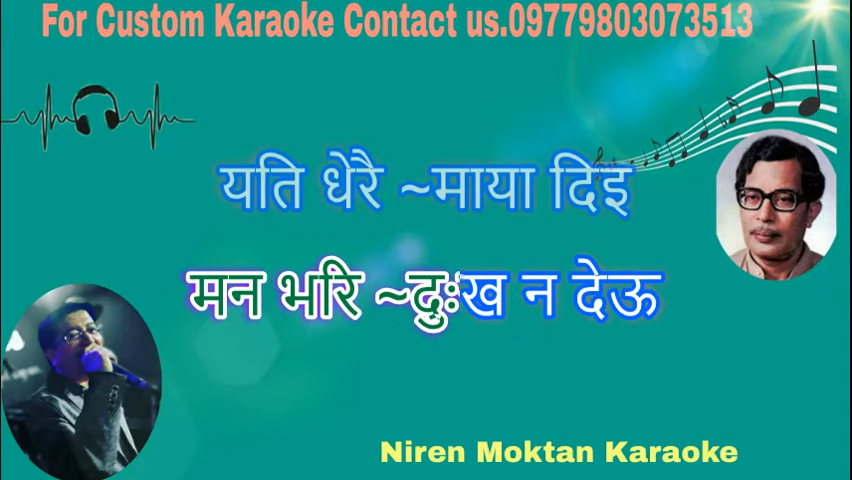 For Custom Karaoke Contact us.09779803073513
यति धेरै ~माया दिइ
मन भरि ~दुःख न देऊ
Niren Moktan Karaoke